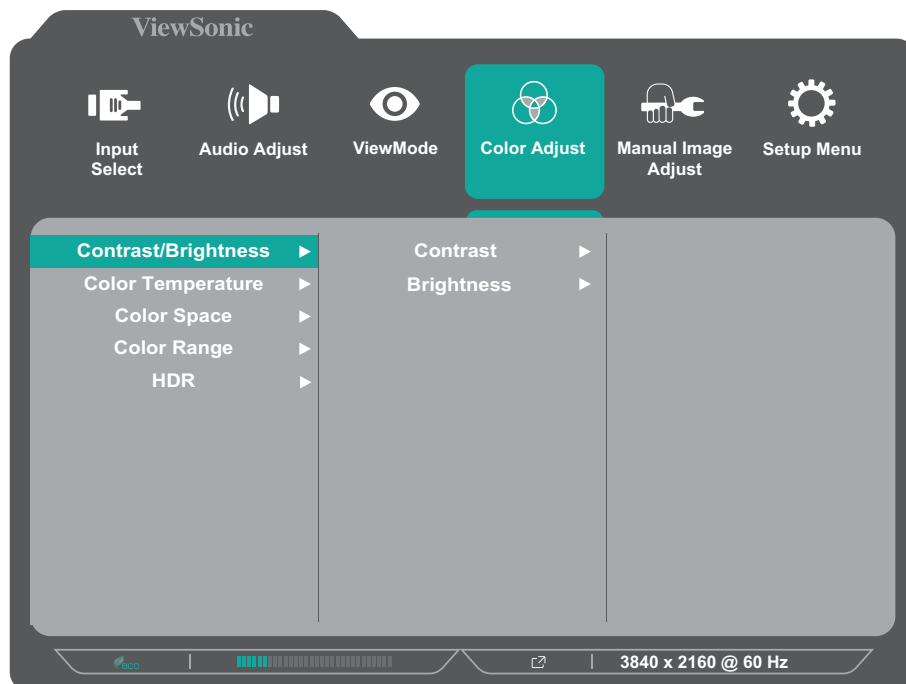 ViewSonic
Input
Select
Audio Adjust
ViewMode
Color Adjust
Manual Image
Adjust
Setup Menu
Contrast/Brightness
Color Temperature
Color Space
Color Range
HDR
Contrast
Brightness
eco
3840 x 2160 @ 60 Hz